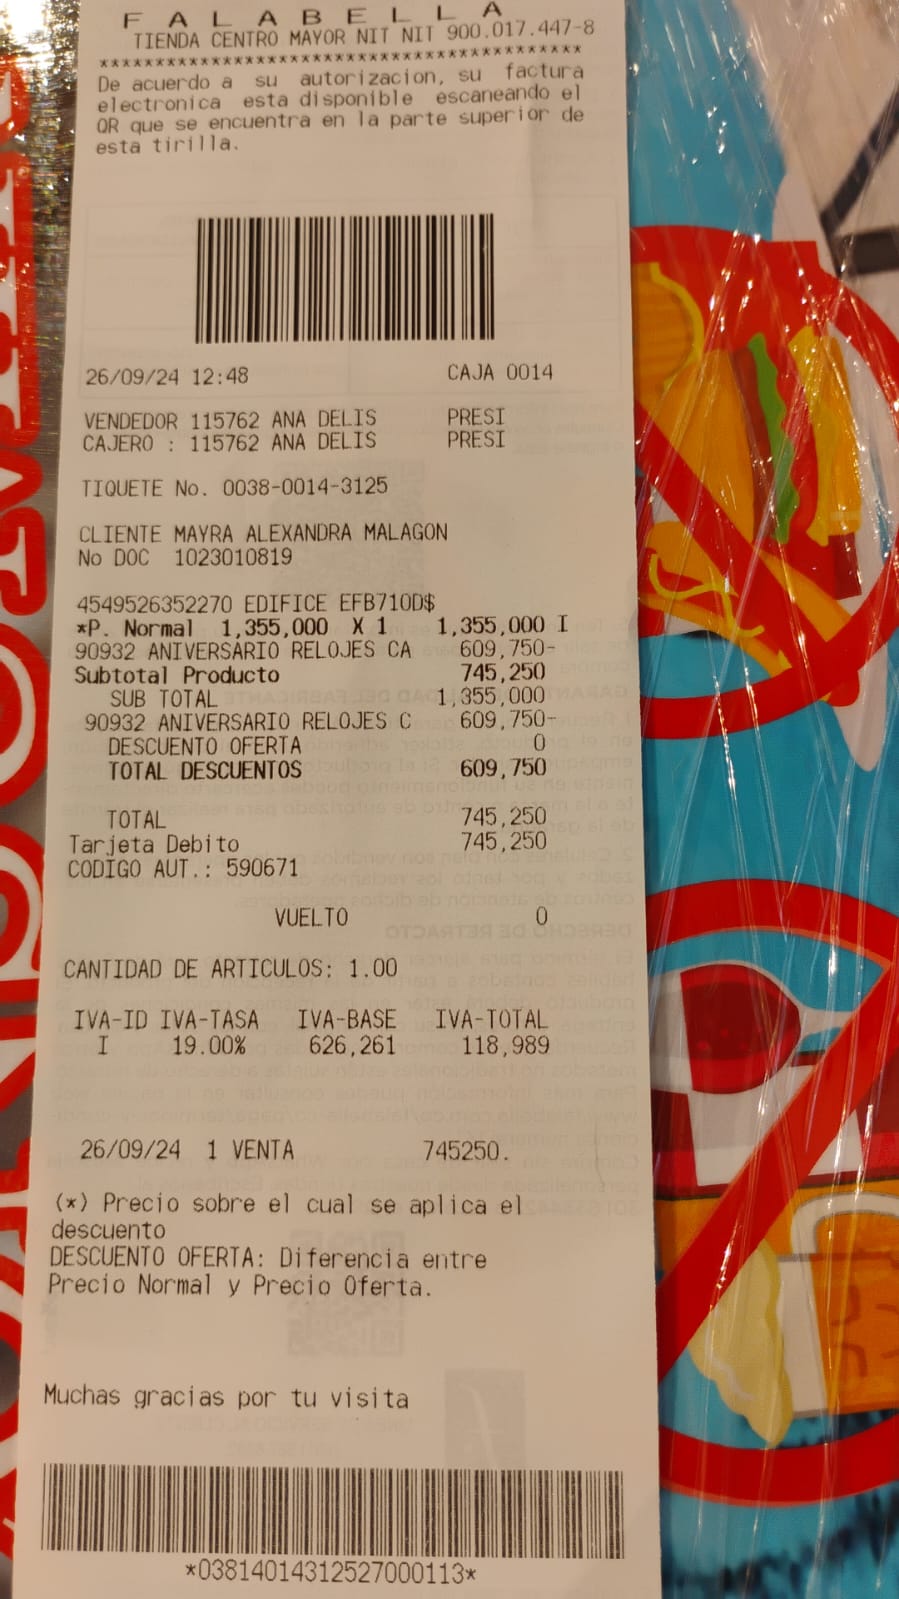 F A L A B E L L A
TIENDA CENTRO MAYOR NIT NIT 900.017.447-8
******************************************
De acuerdo a su autorizacion, su factura
electronica esta disponible escaneando el
QR que se encuentra en la parte superior de
esta tirilla.
26/09/24 12:48 CAJA 0014
VENDEDOR 115762 ANA DELIS PRESI
CAJERO : 115762 ANA DELIS PRESI
TIQUETE No. 0038-0014-3125
CLIENTE MAYRA ALEXANDRA MALAGON
No DOC 1023010819
4549526352270 EDIFICE EFB710D$
*P. Normal 1,355,000 X 1 1,355,000 I
90932 ANIVERSARIO RELOJES CA 609,750-
Subtotal Producto 745,250
SUB TOTAL 1,355,000
90932 ANIVERSARIO RELOJES C 609,750-
DESCUENTO OFERTA 0
TOTAL DESCUENTOS 609,750
TOTAL 745,250
Tarjeta Debito 745,250
CODIGO AUT.: 590671
VUELTO 0
CANTIDAD DE ARTICULOS: 1.00
IVA-ID IVA-TASA IVA-BASE IVA-TOTAL
I 19.00% 626,261 118,989
26/09/24 1 VENTA 745250.
(*) Precio sobre el cual se aplica el
descuento
DESCUENTO OFERTA: Diferencia entre
Precio Normal y Precio Oferta.
Muchas gracias por tu visita
*03814014312527000113*